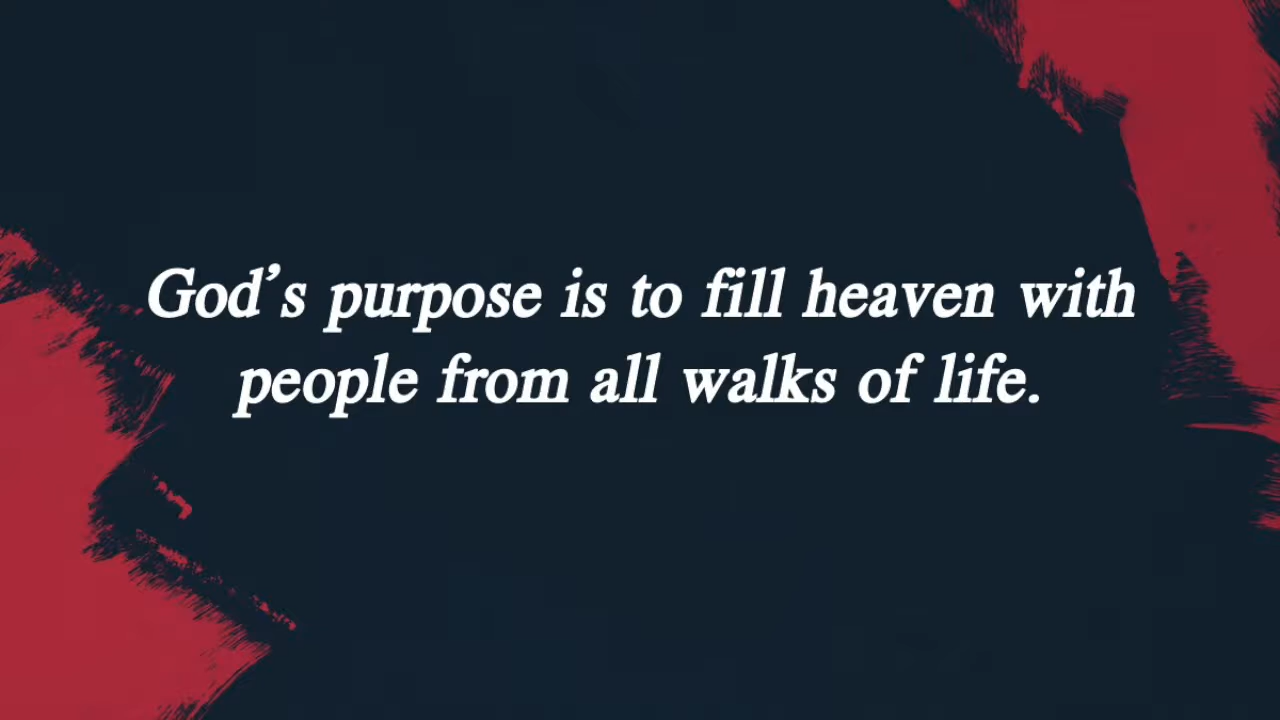 God’s purpose is to fill heaven with
people from all walks of life.